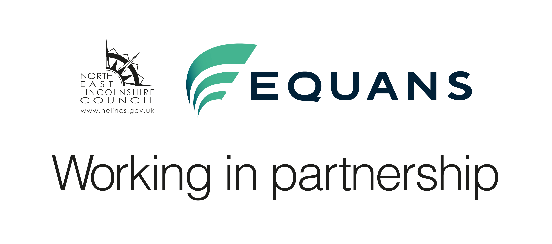 NORTH
EAST
LINCOLNSHIRE
COUNCIL
www.nelincs.gov.uk
EQUANS
Working in partnership